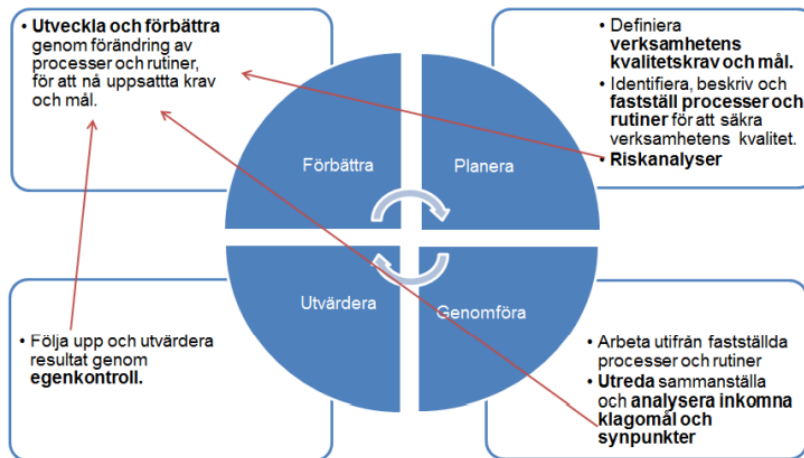 • Utveckla och förbättra
genom förändring av
processer och rutiner,
för att nå uppsattta krav
och mål.
• Definiera
verksamhetens
kvalitetskrav och mål.
• Identifiera, beskriv och
fastställ processer och
rutiner för att säkra
verksamhetens kvalitet.
• Riskanalyser
Förbättra
Planera
Utvärdera
Genomföra
• Följa upp och utvärdera
resultat genom
egenkontroll.
• Arbeta utifrån fastställda
processer och rutiner
• Utreda sammanställa
och analysera inkomna
klagomål och
synpunkter